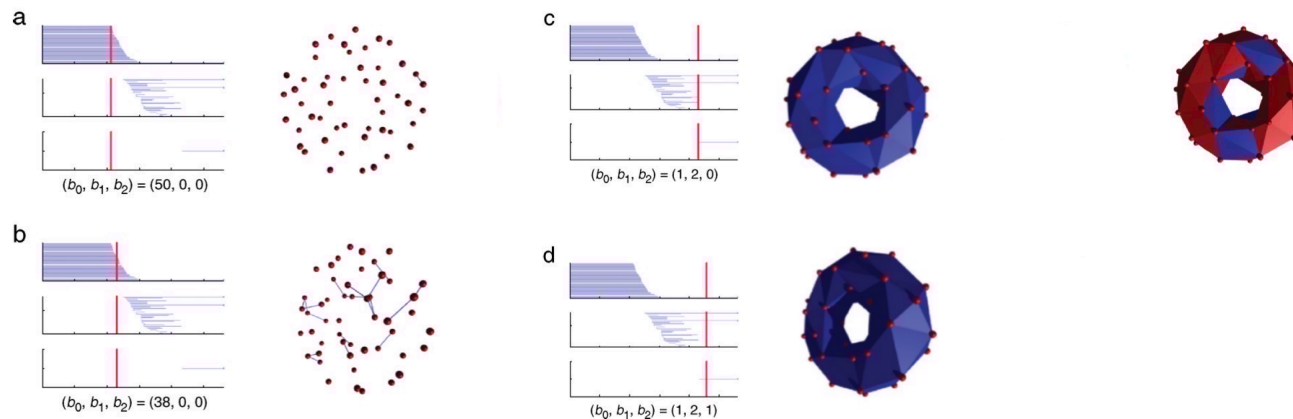 a
(b₀, b₁, b₂) = (50, 0, 0)
b
(b₀, b₁, b₂) = (38, 0, 0)
c
(b₀, b₁, b₂) = (1, 2, 0)
d
(b₀, b₁, b₂) = (1, 2, 1)